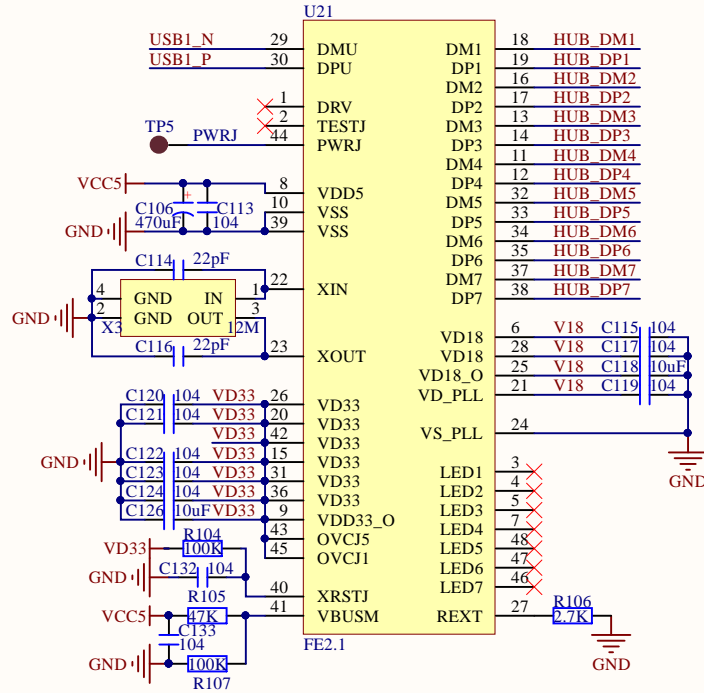 U21
USB1_N 29 DMU DM1 18 HUB_DM1
USB1_P 30 DPU DP1 19 HUB_DP1
DM2 16 HUB_DM2
1 DRV DP2 17 HUB_DP2
2 TESTJ DM3 13 HUB_DM3
TP5 PWRJ 44 PWRJ DP3 14 HUB_DP3
DM4 11 HUB_DM4
VCC5 8 VDD5 DP4 12 HUB_DP4
C106 C113 10 VSS DM5 32 HUB_DM5
GND 470uF 104 39 VSS DP5 33 HUB_DP5
DM6 34 HUB_DM6
C114 22pF DP6 35 HUB_DP6
22 XIN DM7 37 HUB_DM7
4 GND IN 1 DP7 38 HUB_DP7
GND 2 GND OUT 3
X3 12M
C116 22pF 23 XOUT
VD18 6 V18 C115 104
VD18 28 V18 C117 104
VD18_O 25 V18 C118 10uF
VD_PLL 21 V18 C119 104
C120 104 VD33 26 VD33
C121 104 VD33 20 VD33
VD33 42 VD33 VS_PLL 24
GND C122 104 VD33 15 VD33 GND
C123 104 VD33 31 VD33 LED1 3
C124 104 VD33 36 VD33 LED2 4
C126 10uF VD33 9 VDD33_O LED3 5
43 OVCJ5 LED4 7
45 OVCJ1 LED5 48
LED6 47
LED7 46
VD33 R104 100K
GND C132 104 40 XRSTJ
VCC5 R105 47K 41 VBUSM REXT 27 R106 2.7K
C133 104
GND 100K R107 GND
FE2.1